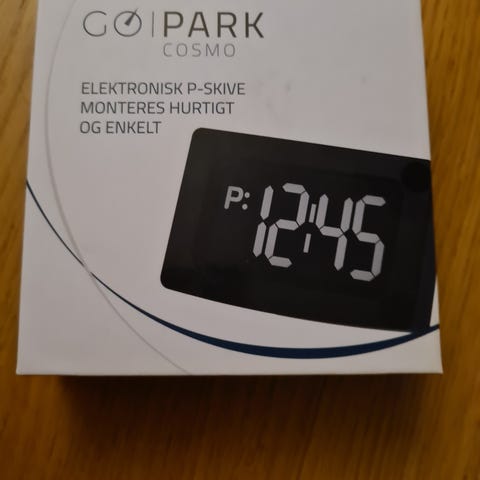 GO|PARK
COSMO
ELEKTRONISK P-SKIVE
MONTERES HURTIGT
OG ENKELT
P: 12:45